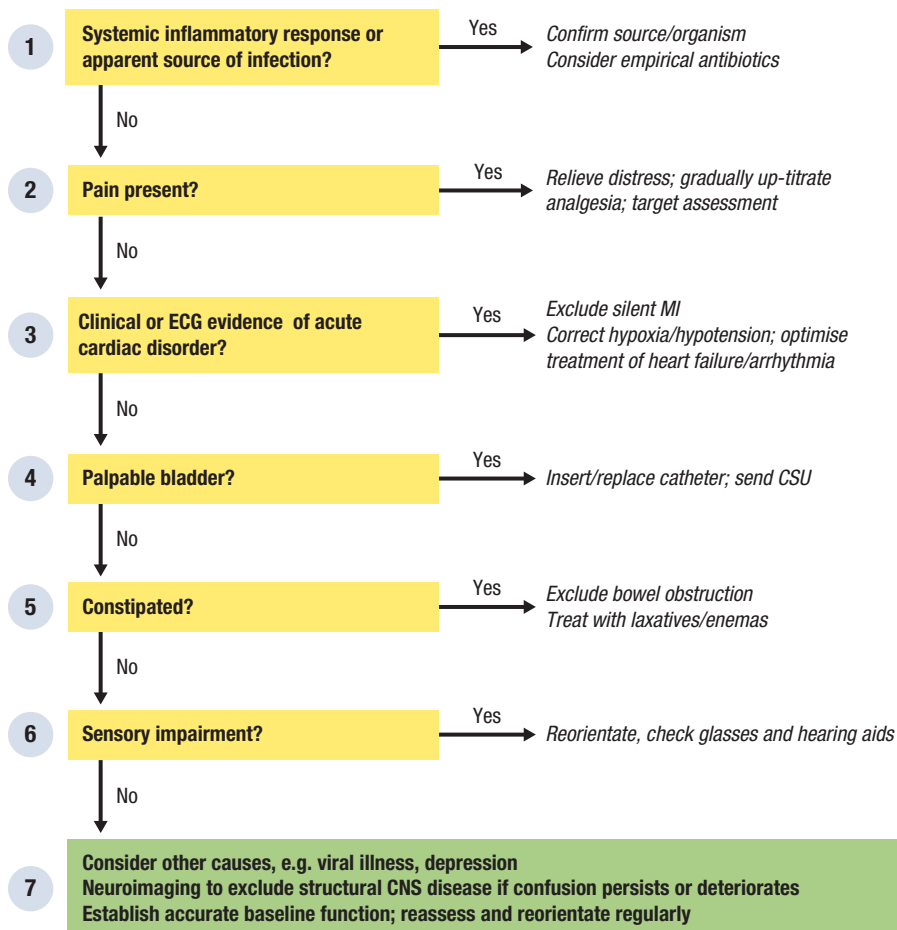 1
Systemic inflammatory response or
apparent source of infection?
Yes
Confirm source/organism
Consider empirical antibiotics
No
2
Pain present?
Yes
Relieve distress; gradually up-titrate
analgesia; target assessment
No
3
Clinical or ECG evidence of acute
cardiac disorder?
Yes
Exclude silent MI
Correct hypoxia/hypotension; optimise
treatment of heart failure/arrhythmia
No
4
Palpable bladder?
Yes
Insert/replace catheter; send CSU
No
5
Constipated?
Yes
Exclude bowel obstruction
Treat with laxatives/enemas
No
6
Sensory impairment?
Yes
Reorientate, check glasses and hearing aids
No
7
Consider other causes, e.g. viral illness, depression
Neuroimaging to exclude structural CNS disease if confusion persists or deteriorates
Establish accurate baseline function; reassess and reorientate regularly